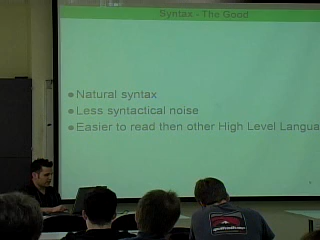 Syntax - The Good
Natural syntax
Less syntactical noise
Easier to read then other High Level Langua